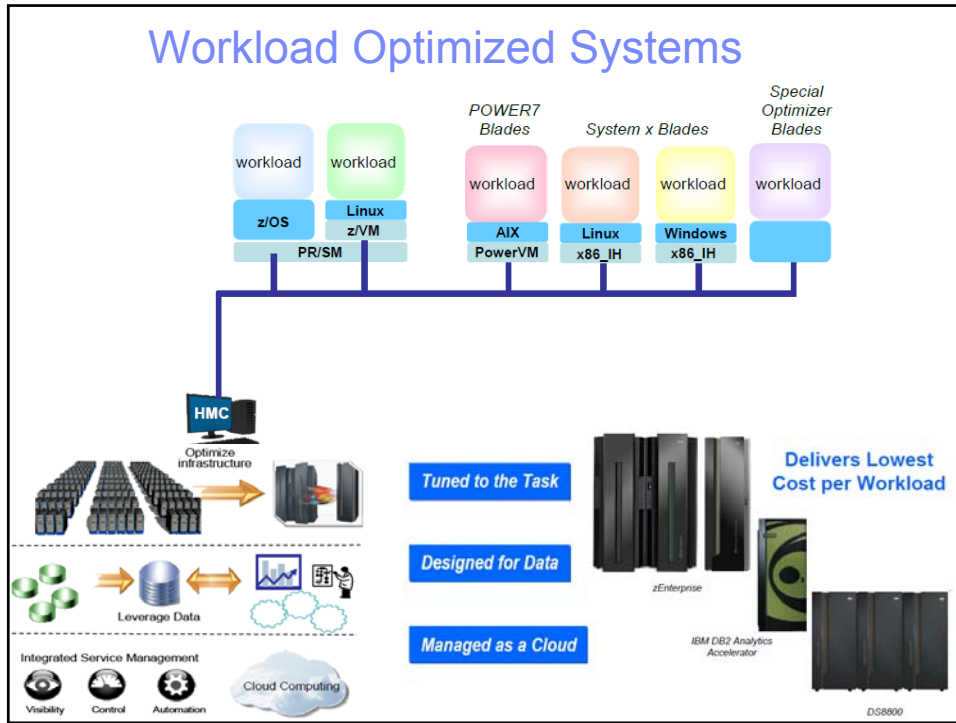 Workload Optimized Systems
POWER7
Blades
System x Blades
Special
Optimizer
Blades
workload
workload
workload
workload
workload
workload
z/OS
Linux
z/VM
PR/SM
AIX
PowerVM
Linux
x86_IH
Windows
x86_IH
HMC
Optimize
infrastructure
Tuned to the Task
Delivers Lowest
Cost per Workload
Designed for Data
zEnterprise
Leverage Data
Managed as a Cloud
IBM DB2 Analytics
Accelerator
Integrated Service Management
Visibility
Control
Automation
Cloud Computing
DS8800